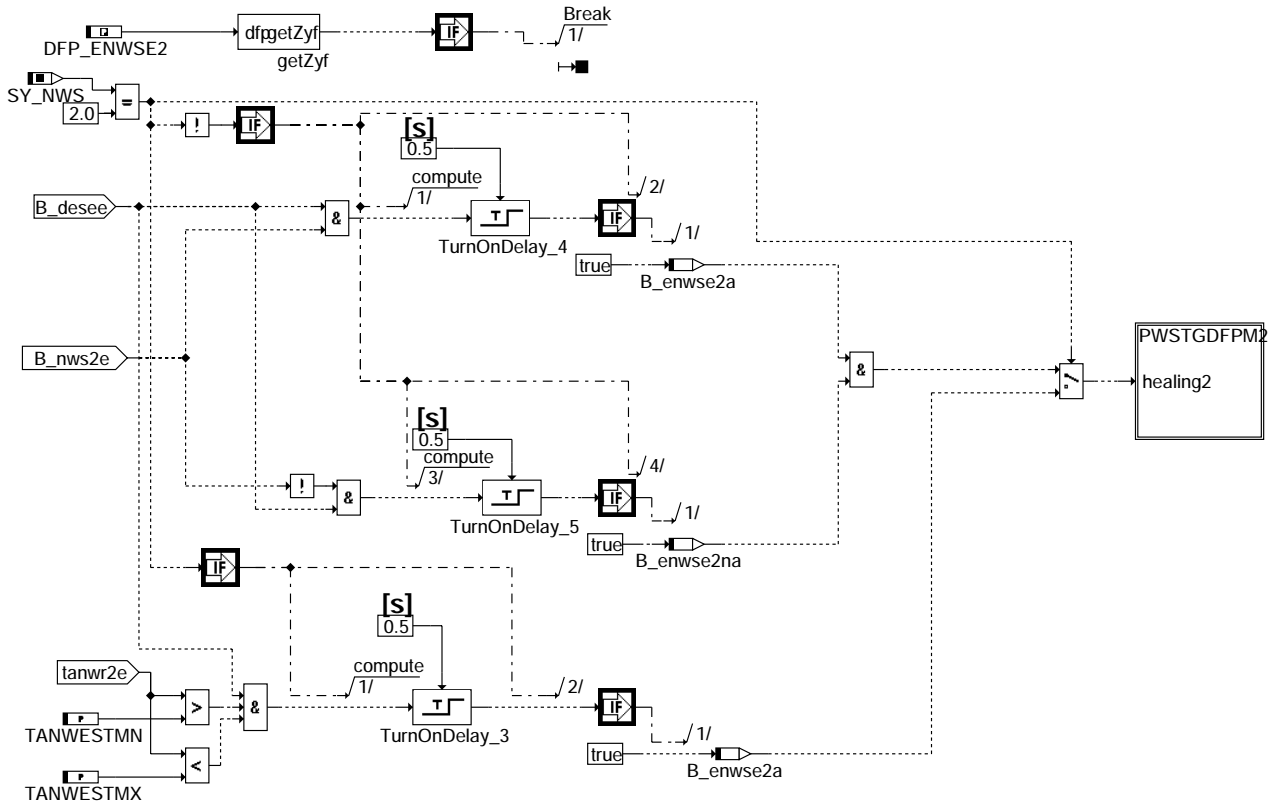 Break
1/
dfpgetZyf
IF
DFP_ENWSE2
getZyf
SY_NWS
=
2.0
!
IF
[s]
0.5
compute
1/
2/
B_desee
&
T
IF
1/
TurnOnDelay_4
true
B_enwse2a
PWSTGDFPM2
B_nws2e
&
healing2
[s]
0.5
compute
3/
4/
!
&
T
IF
1/
TurnOnDelay_5
true
B_enwse2na
IF
[s]
0.5
compute
1/
2/
tanwr2e
>
&
T
IF
P
TANWESTMN
TurnOnDelay_3
1/
<
true
P
B_enwse2a
TANWESTMX